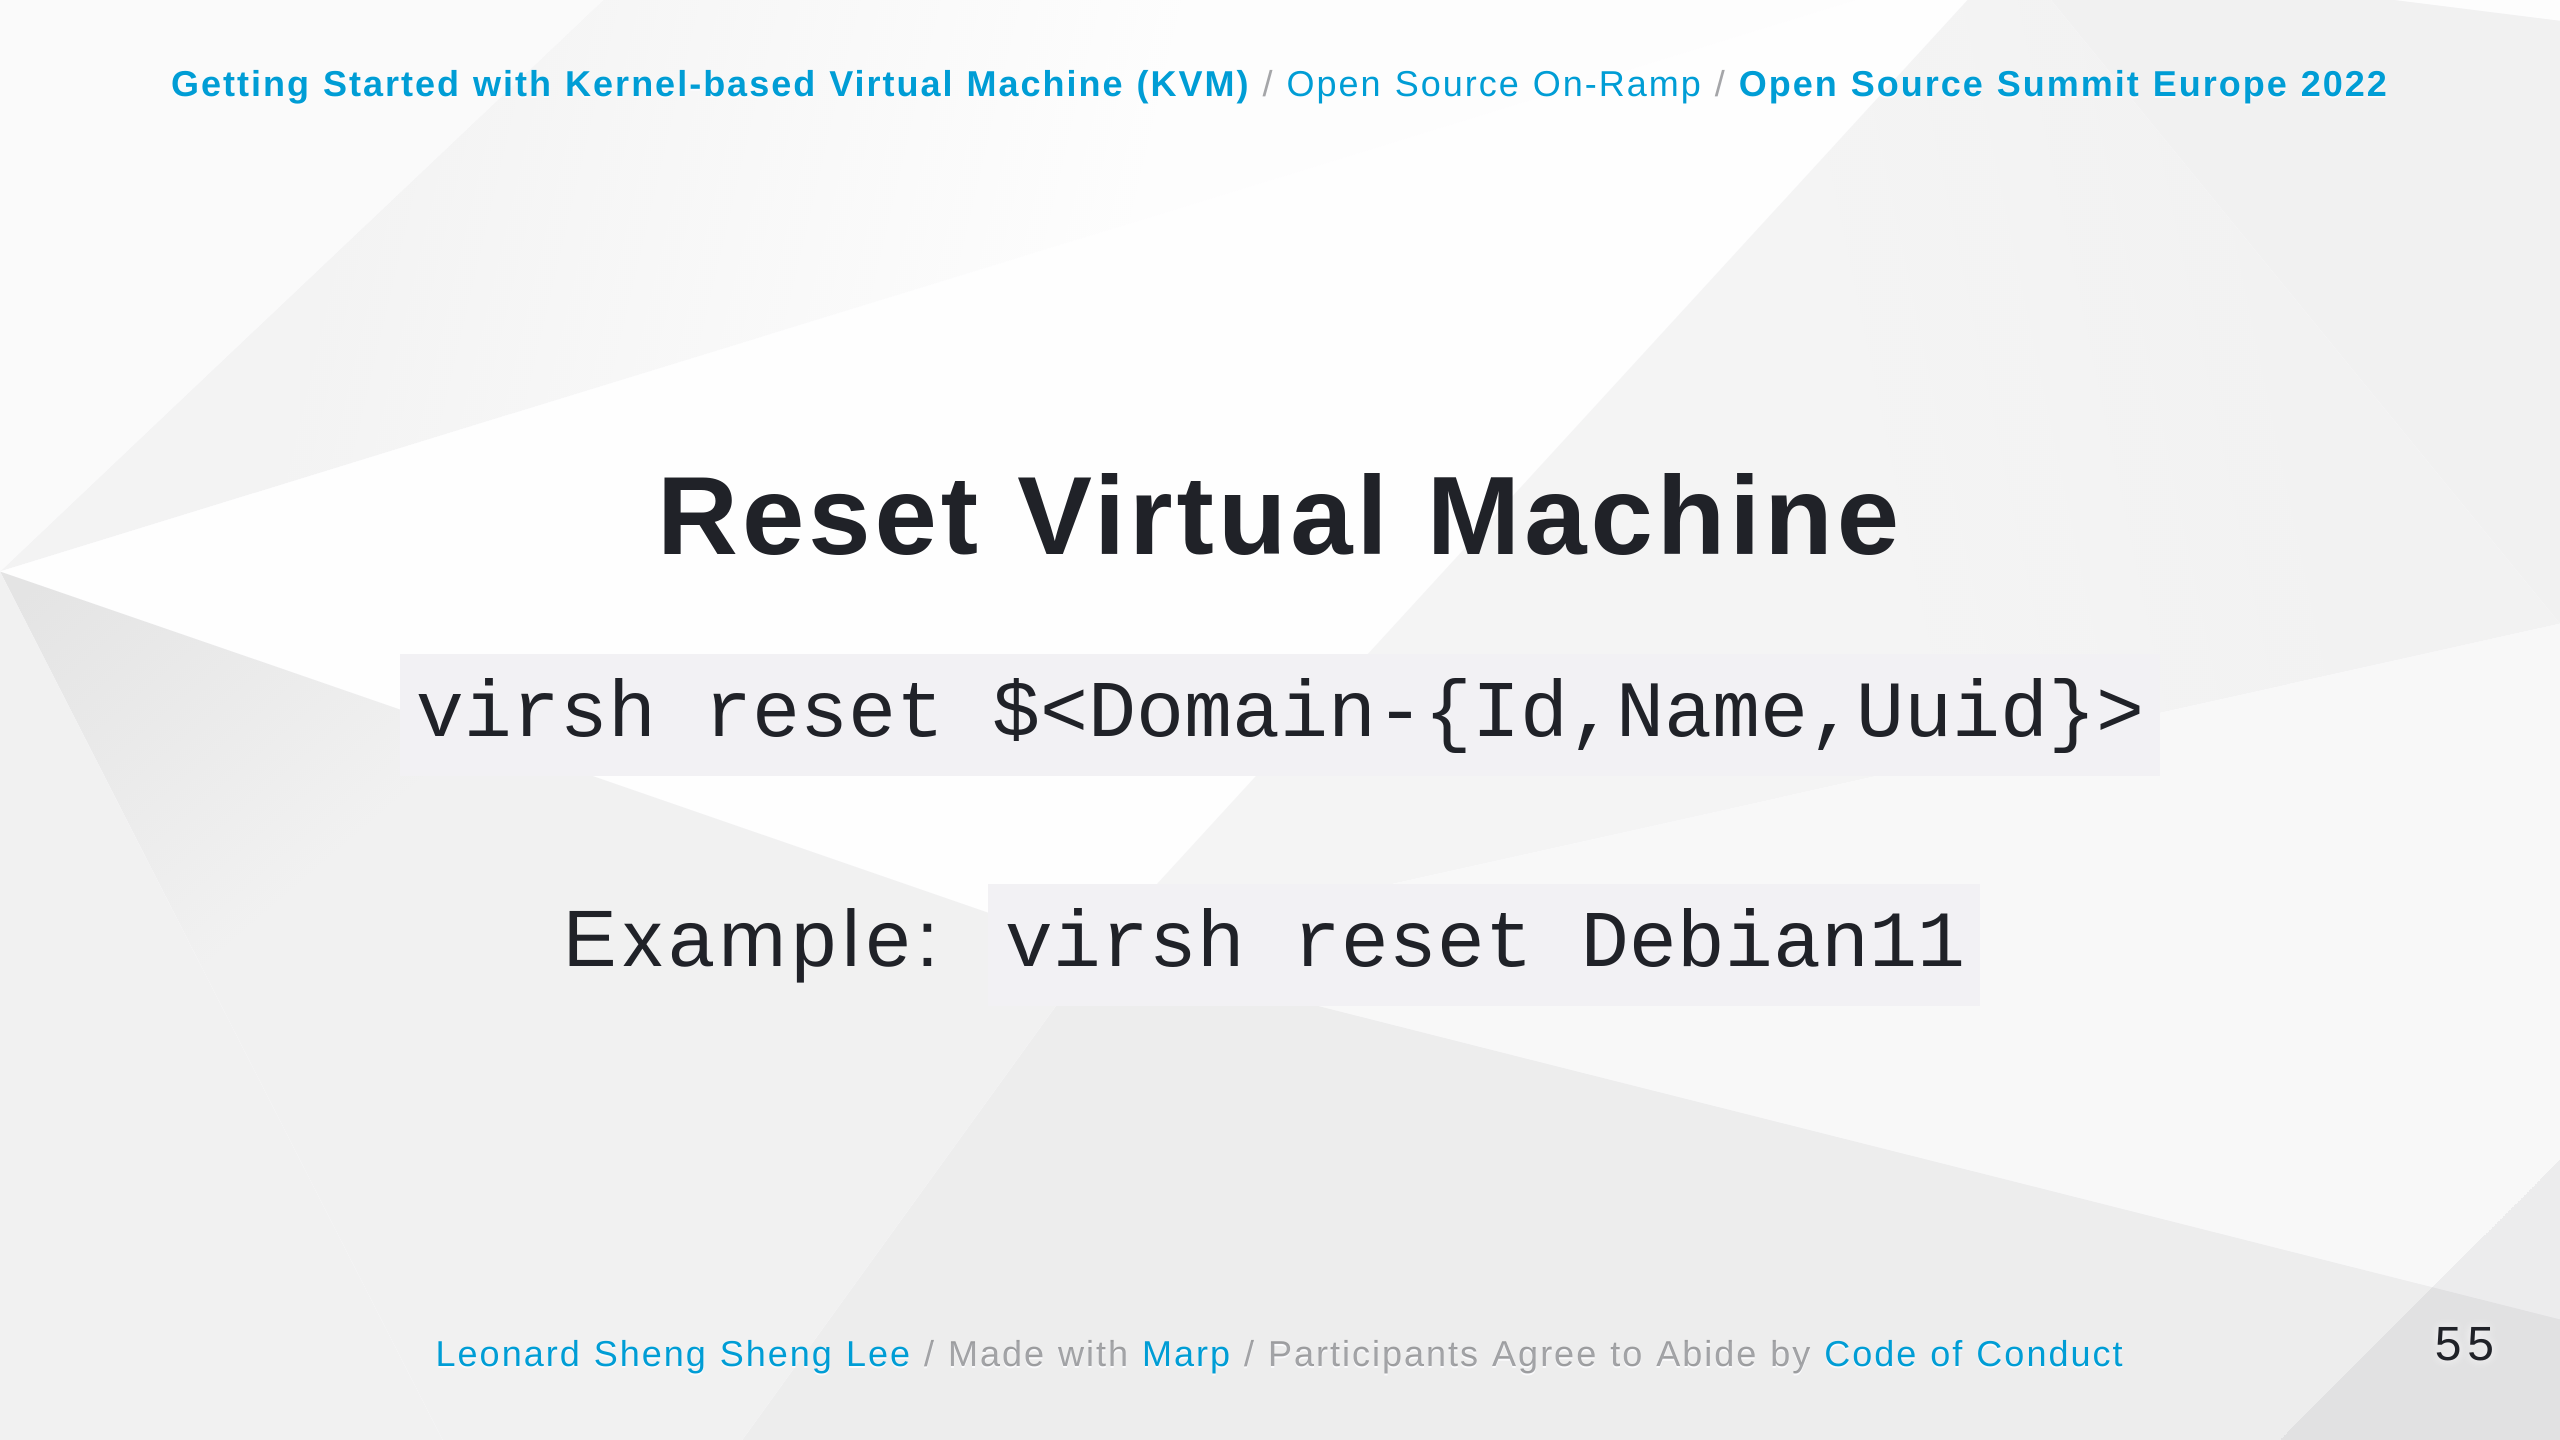 Getting Started with Kernel-based Virtual Machine (KVM) / Open Source On-Ramp / Open Source Summit Europe 2022
Reset Virtual Machine
virsh reset $<Domain-{Id,Name,Uuid}>
Example: virsh reset Debian11
Leonard Sheng Sheng Lee / Made with Marp / Participants Agree to Abide by Code of Conduct
55